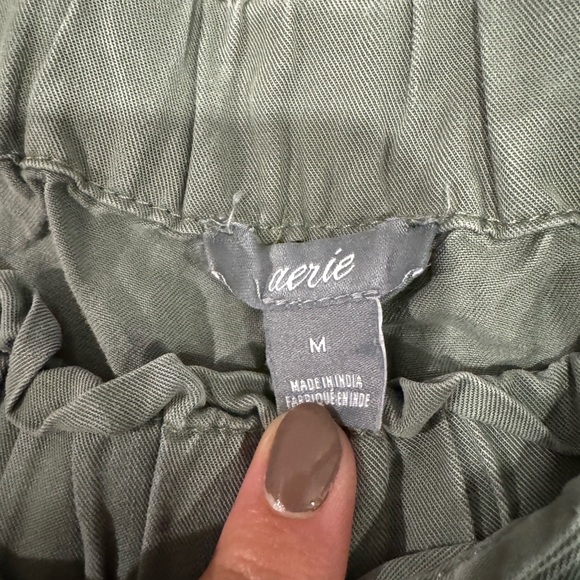 aerie
M
MADE IN INDIA
FABRIQUÉ EN INDE